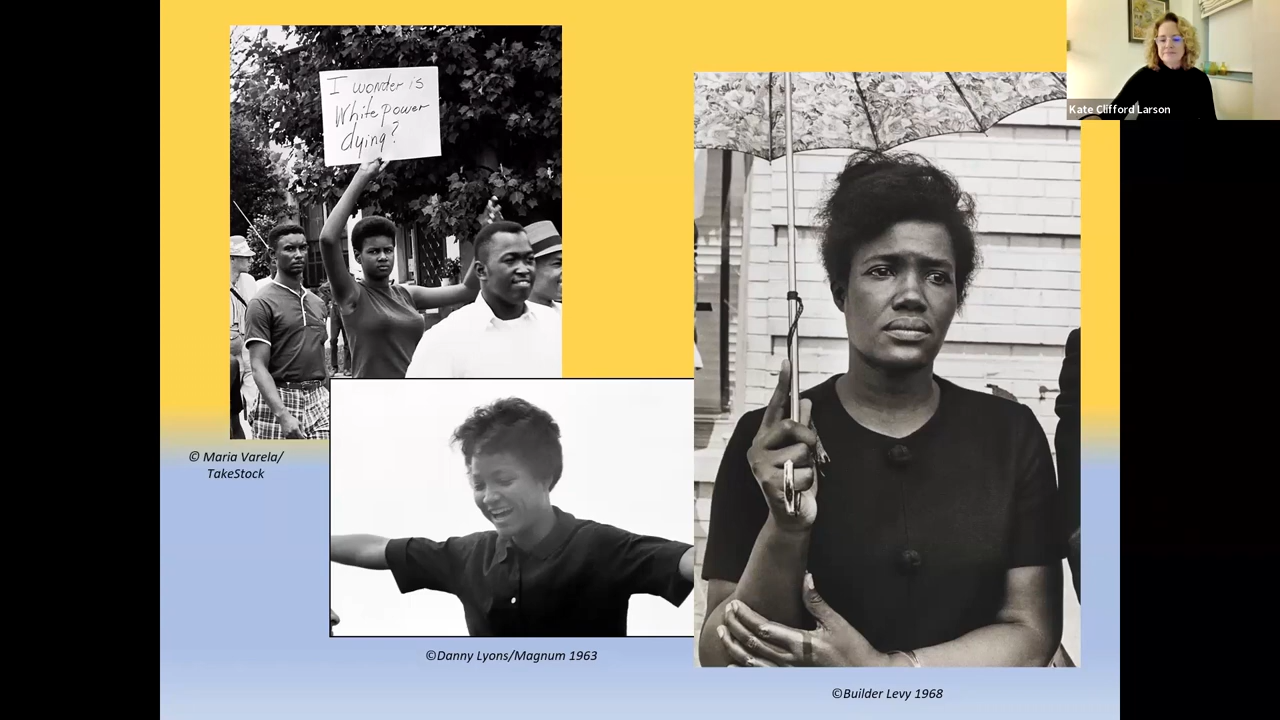 I wonder is
White power
dying?
Kate Clifford Larson
© Maria Varela/
TakeStock
©Danny Lyons/Magnum 1963
©Builder Levy 1968